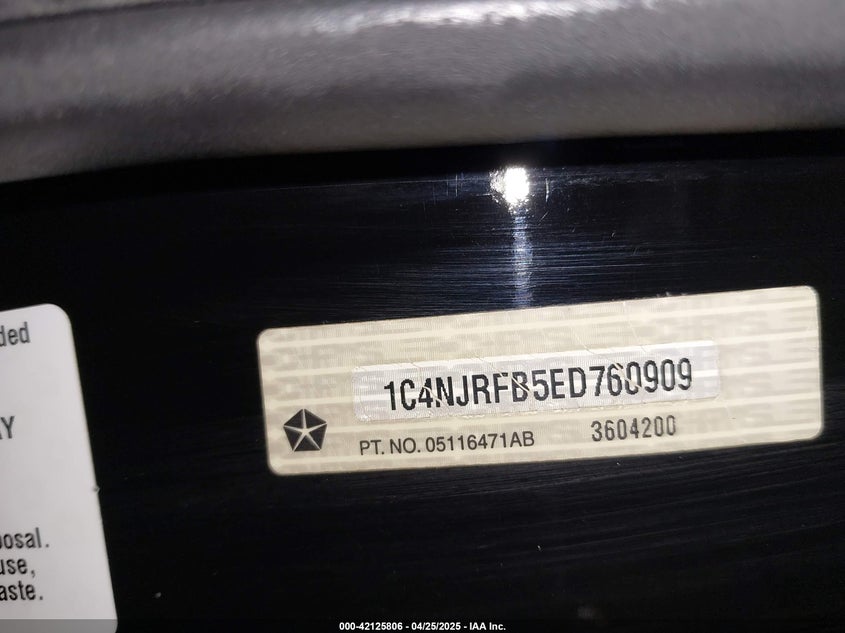 ded
Y
posal.
use,
aste.
1C4NJRFB5ED760909
PT. NO. 05116471AB
3604200
000-42125806 - 04/25/2025 - IAA Inc.